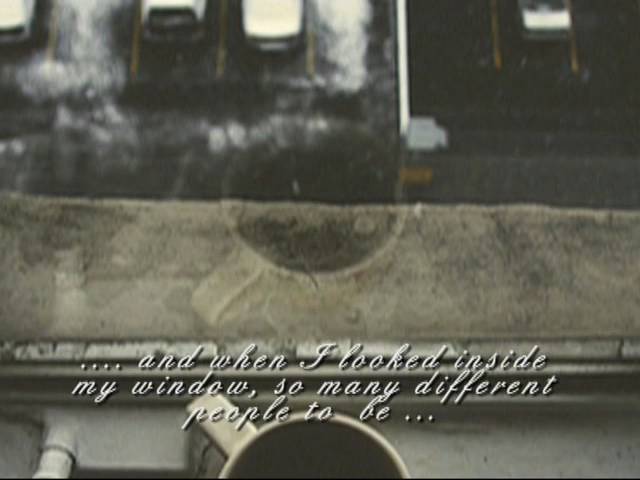 .... and when I looked inside
my window, so many different
people to be ...